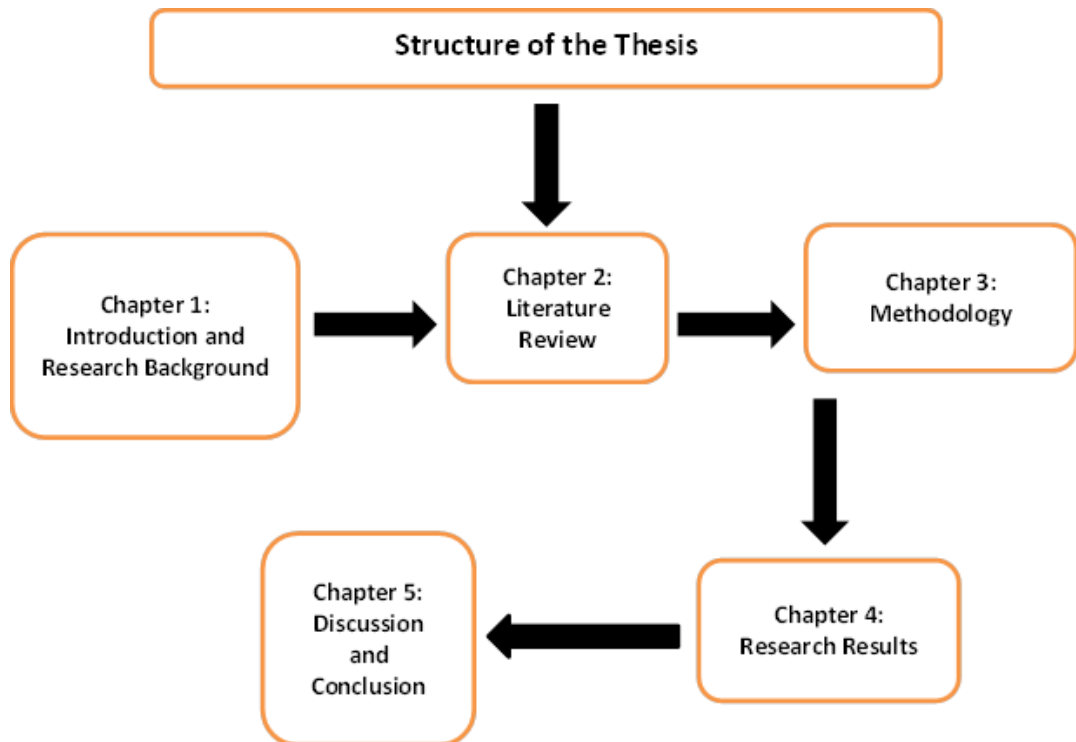 Structure of the Thesis
Chapter 1:
Introduction and
Research Background
Chapter 2:
Literature
Review
Chapter 3:
Methodology
Chapter 4:
Research Results
Chapter 5:
Discussion
and
Conclusion